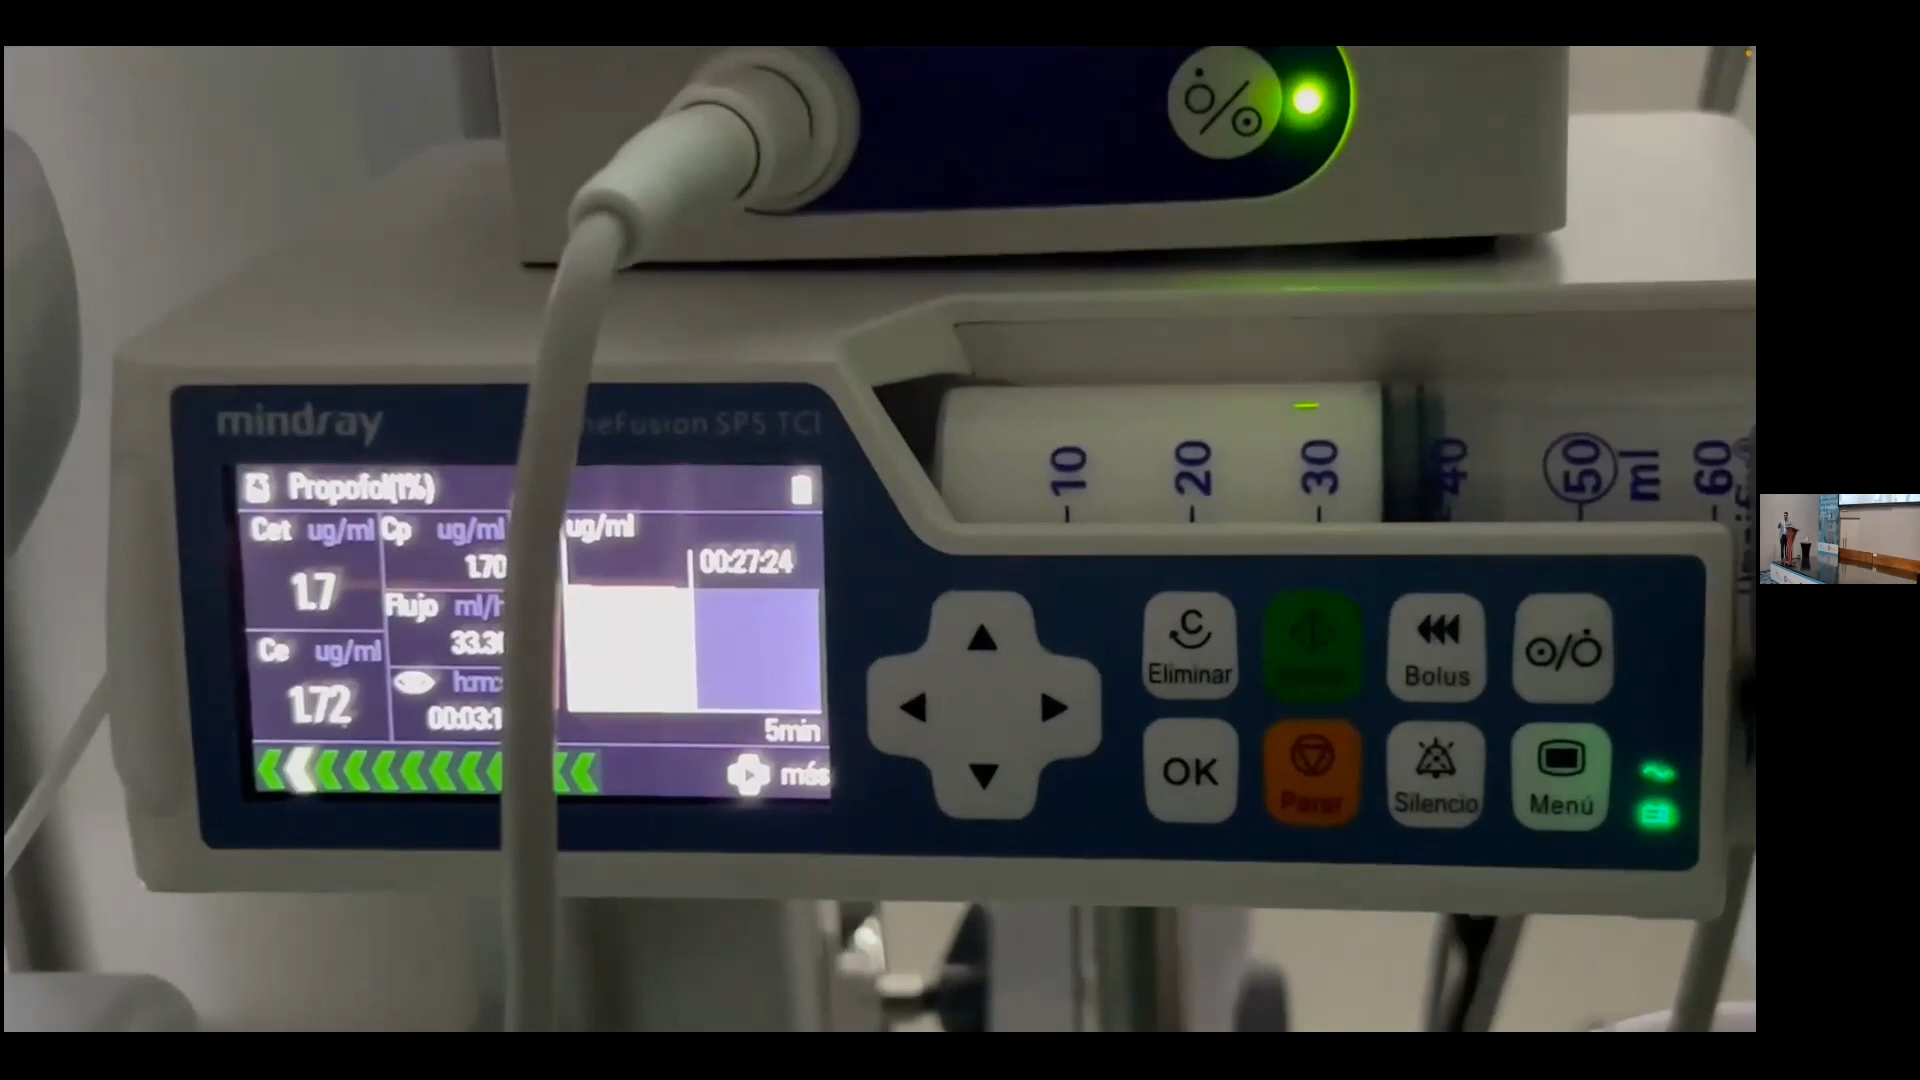 mindray
neFusion SP5 TCI
Propofol(1%)
Cet ug/ml
1.7
Ce ug/ml
1.72
Cp ug/ml
1.70
Flujo ml/h
33.3
h:m:
00:03:1
ug/ml
00:27:24
5min
más
10
20
30
40
50
ml
60
C
Eliminar
Bolus
OK
Parar
Silencio
Menú